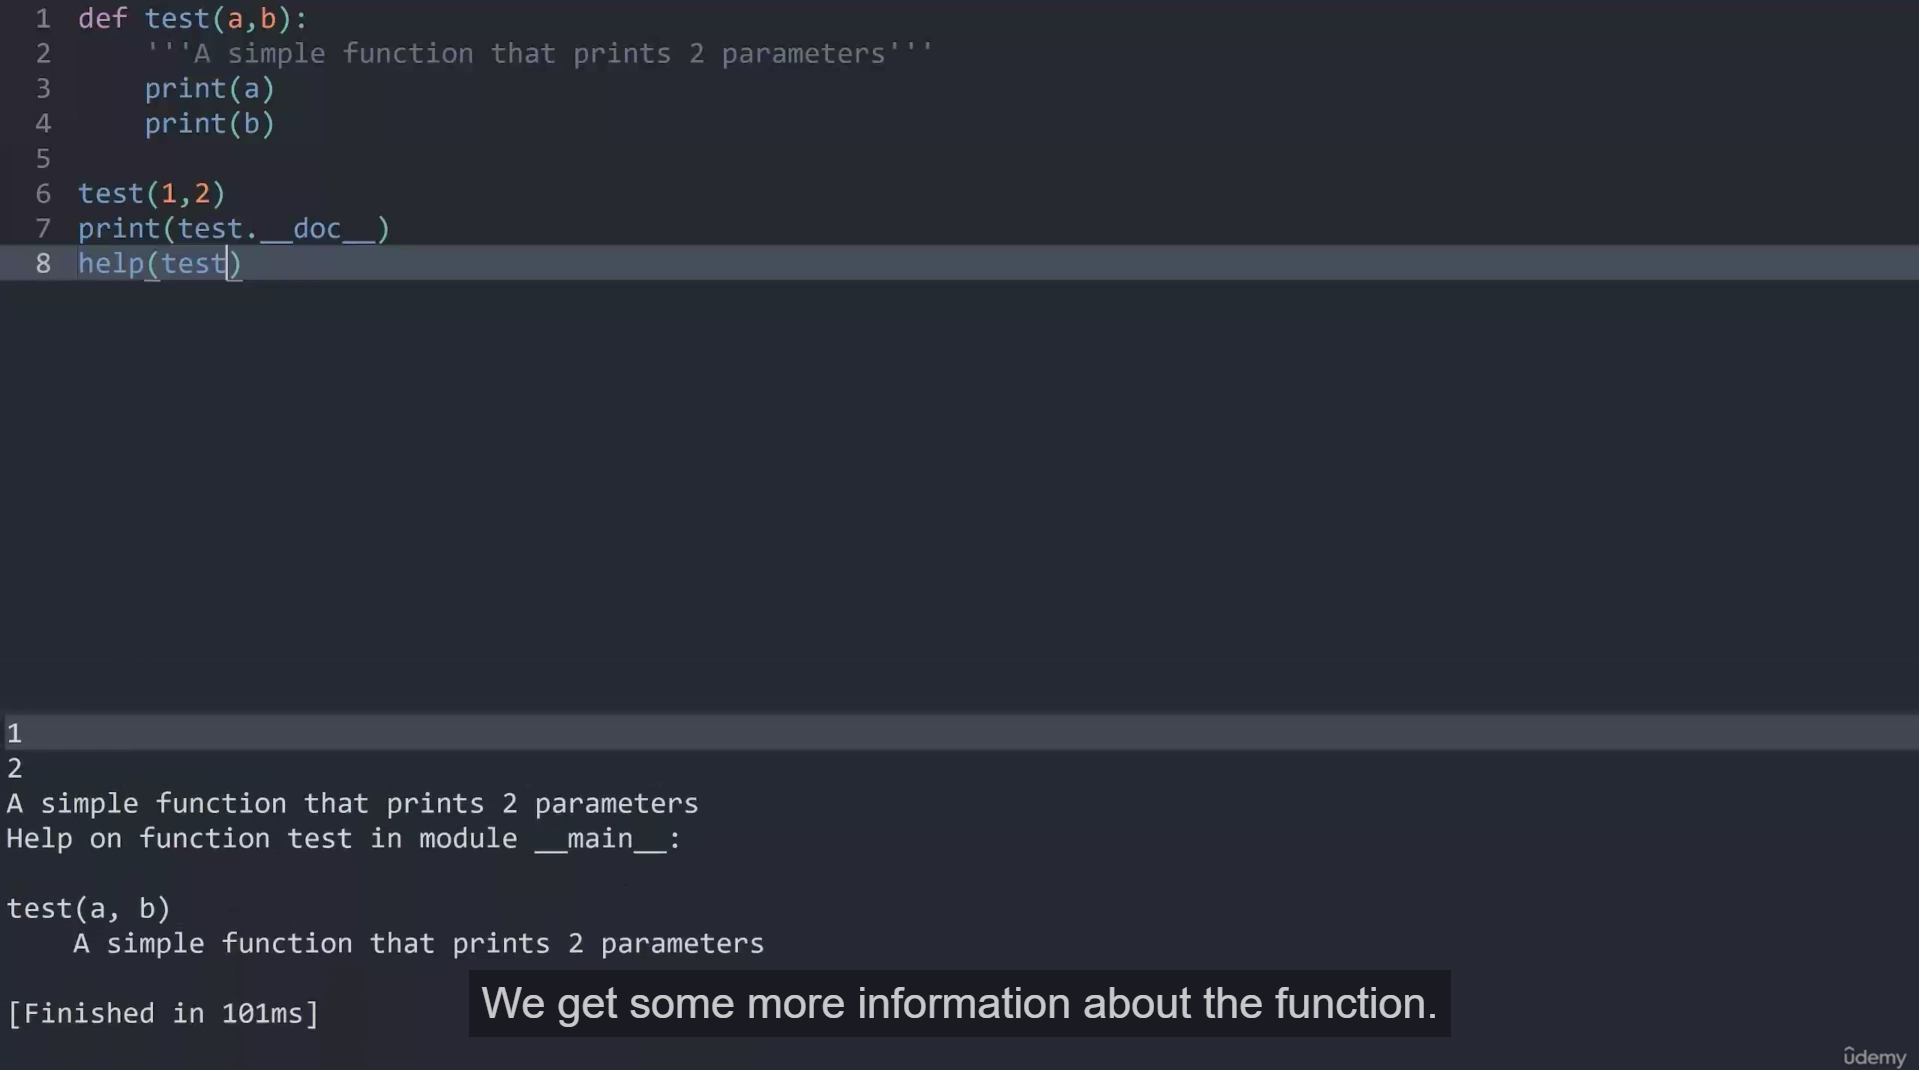 1 def test(a,b):
2     '''A simple function that prints 2 parameters'''
3     print(a)
4     print(b)
5
6 test(1,2)
7 print(test.__doc__)
8 help(test)
1
2
A simple function that prints 2 parameters
Help on function test in module __main__:
test(a, b)
    A simple function that prints 2 parameters
[Finished in 101ms]
We get some more information about the function.
ûdemy